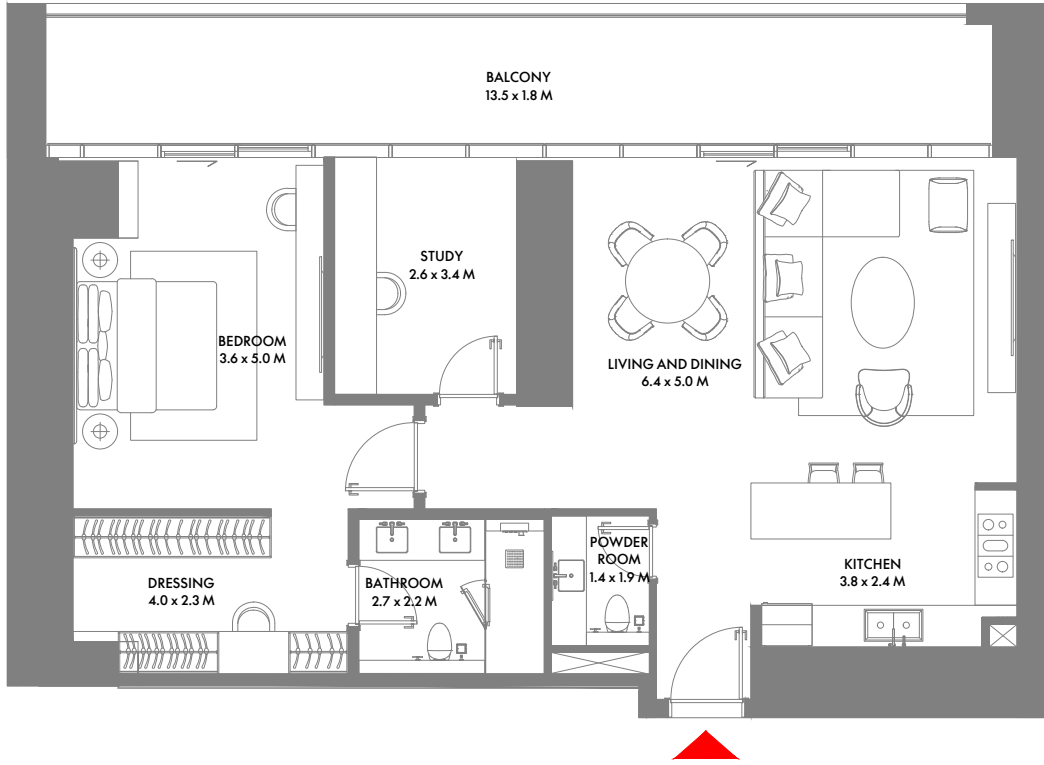 BALCONY
13.5 x 1.8 M
STUDY
2.6 x 3.4 M
BEDROOM
3.6 x 5.0 M
LIVING AND DINING
6.4 x 5.0 M
POWDER
ROOM
1.4 x 1.9 M
KITCHEN
3.8 x 2.4 M
DRESSING
4.0 x 2.3 M
BATHROOM
2.7 x 2.2 M